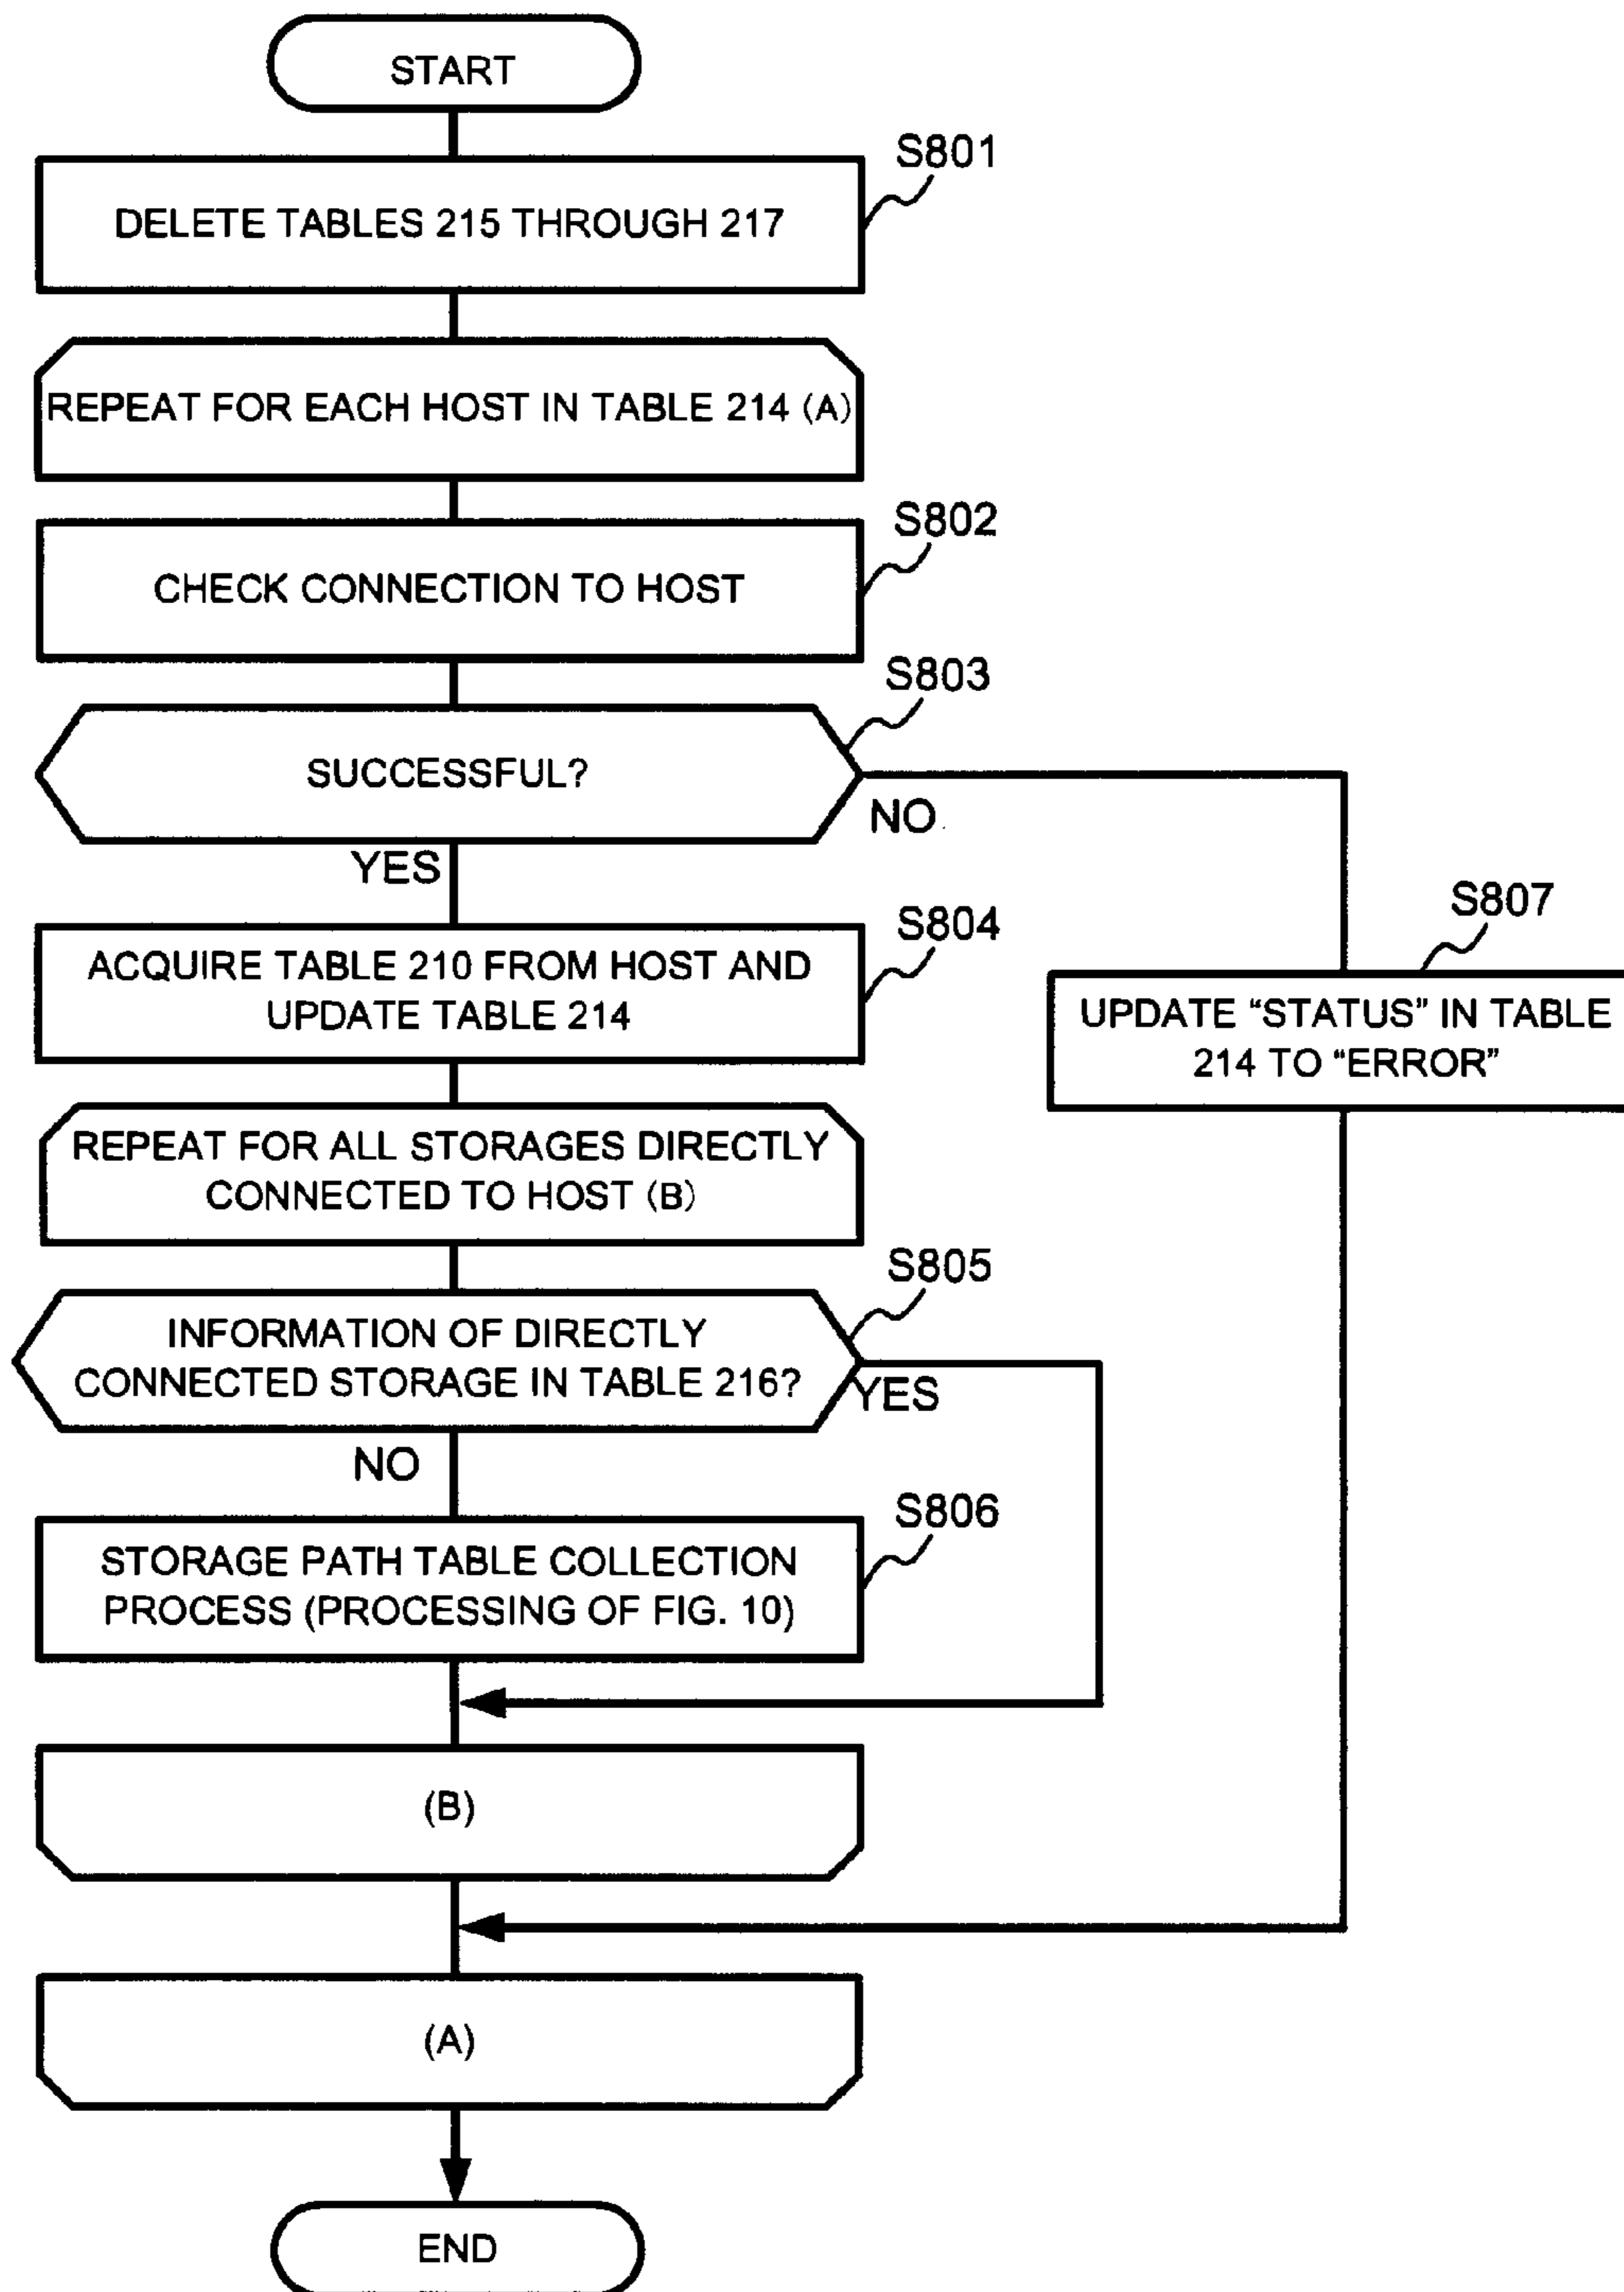 START
S801
DELETE TABLES 215 THROUGH 217
REPEAT FOR EACH HOST IN TABLE 214 (A)
S802
CHECK CONNECTION TO HOST
S803
SUCCESSFUL?
NO
YES
S804
ACQUIRE TABLE 210 FROM HOST AND
UPDATE TABLE 214
S807
UPDATE “STATUS” IN TABLE
214 TO “ERROR”
REPEAT FOR ALL STORAGES DIRECTLY
CONNECTED TO HOST (B)
S805
INFORMATION OF DIRECTLY
CONNECTED STORAGE IN TABLE 216?
YES
NO
S806
STORAGE PATH TABLE COLLECTION
PROCESS (PROCESSING OF FIG. 10)
(B)
(A)
END